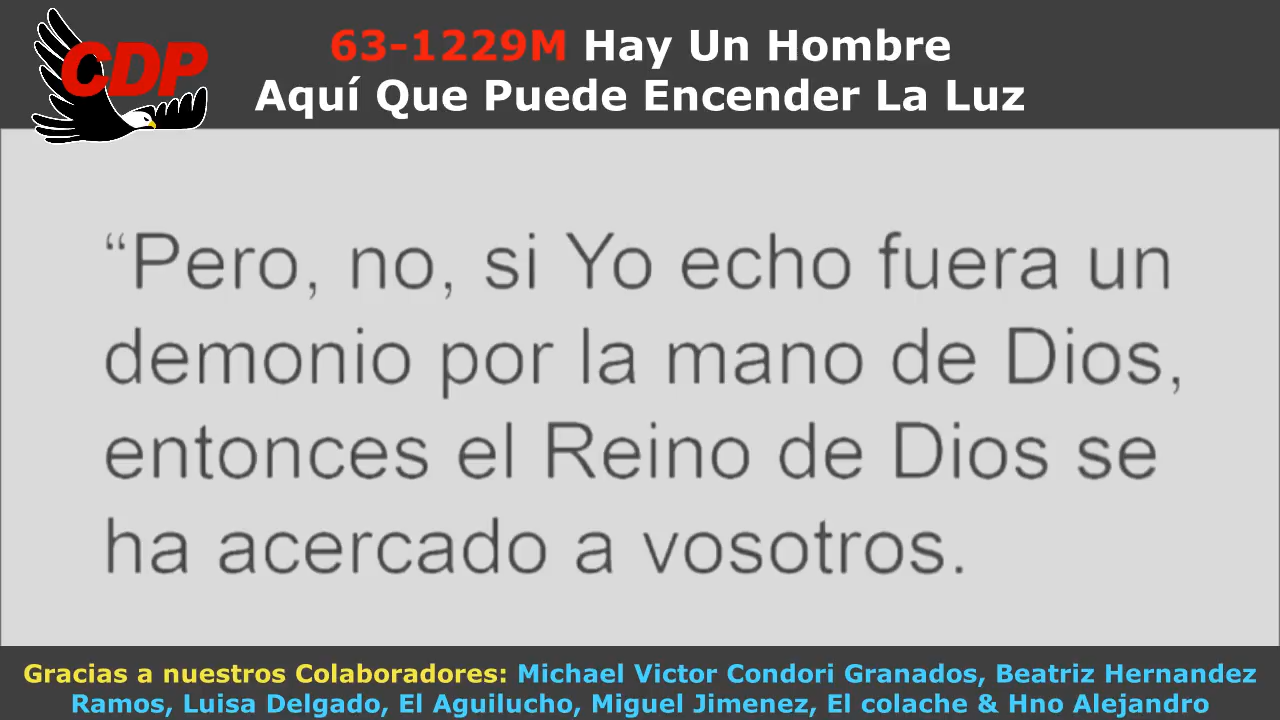 CDP
63-1229M Hay Un Hombre
Aquí Que Puede Encender La Luz
“Pero, no, si Yo echo fuera un
demonio por la mano de Dios,
entonces el Reino de Dios se
ha acercado a vosotros.
Gracias a nuestros Colaboradores: Michael Victor Condori Granados, Beatriz Hernandez
Ramos, Luisa Delgado, El Aguilucho, Miguel Jimenez, El colache & Hno Alejandro